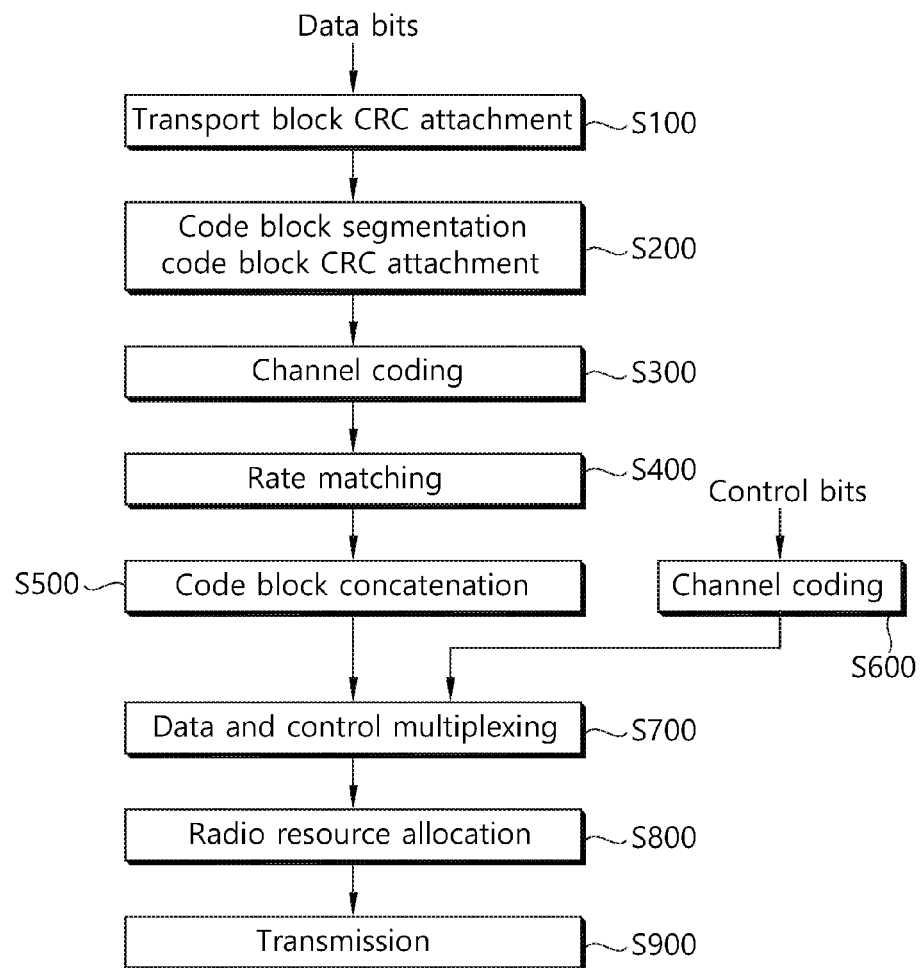 Data bits
Transport block CRC attachment
S100
Code block segmentation
code block CRC attachment
S200
Channel coding
S300
Rate matching
S400
Control bits
S500
Code block concatenation
Channel coding
S600
Data and control multiplexing
S700
Radio resource allocation
S800
Transmission
S900